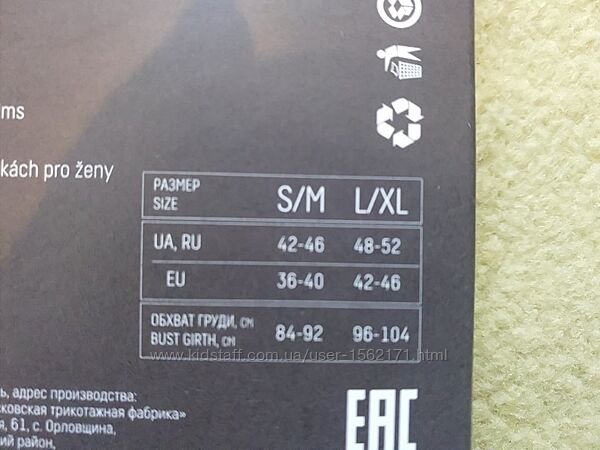 ms
kách pro ženy
РАЗМЕР
SIZE
S/M L/XL
UA, RU 42-46 48-52
EU 36-40 42-46
ОБХВАТ ГРУДИ, СМ
BUST GIRTH, CM
84-92 96-104
www.kidstaff.com.ua/user-1562171.html
ь, адрес производства:
ковская трикотажная фабрика»
я, 61, с. Орловщина,
кий район,
EAC